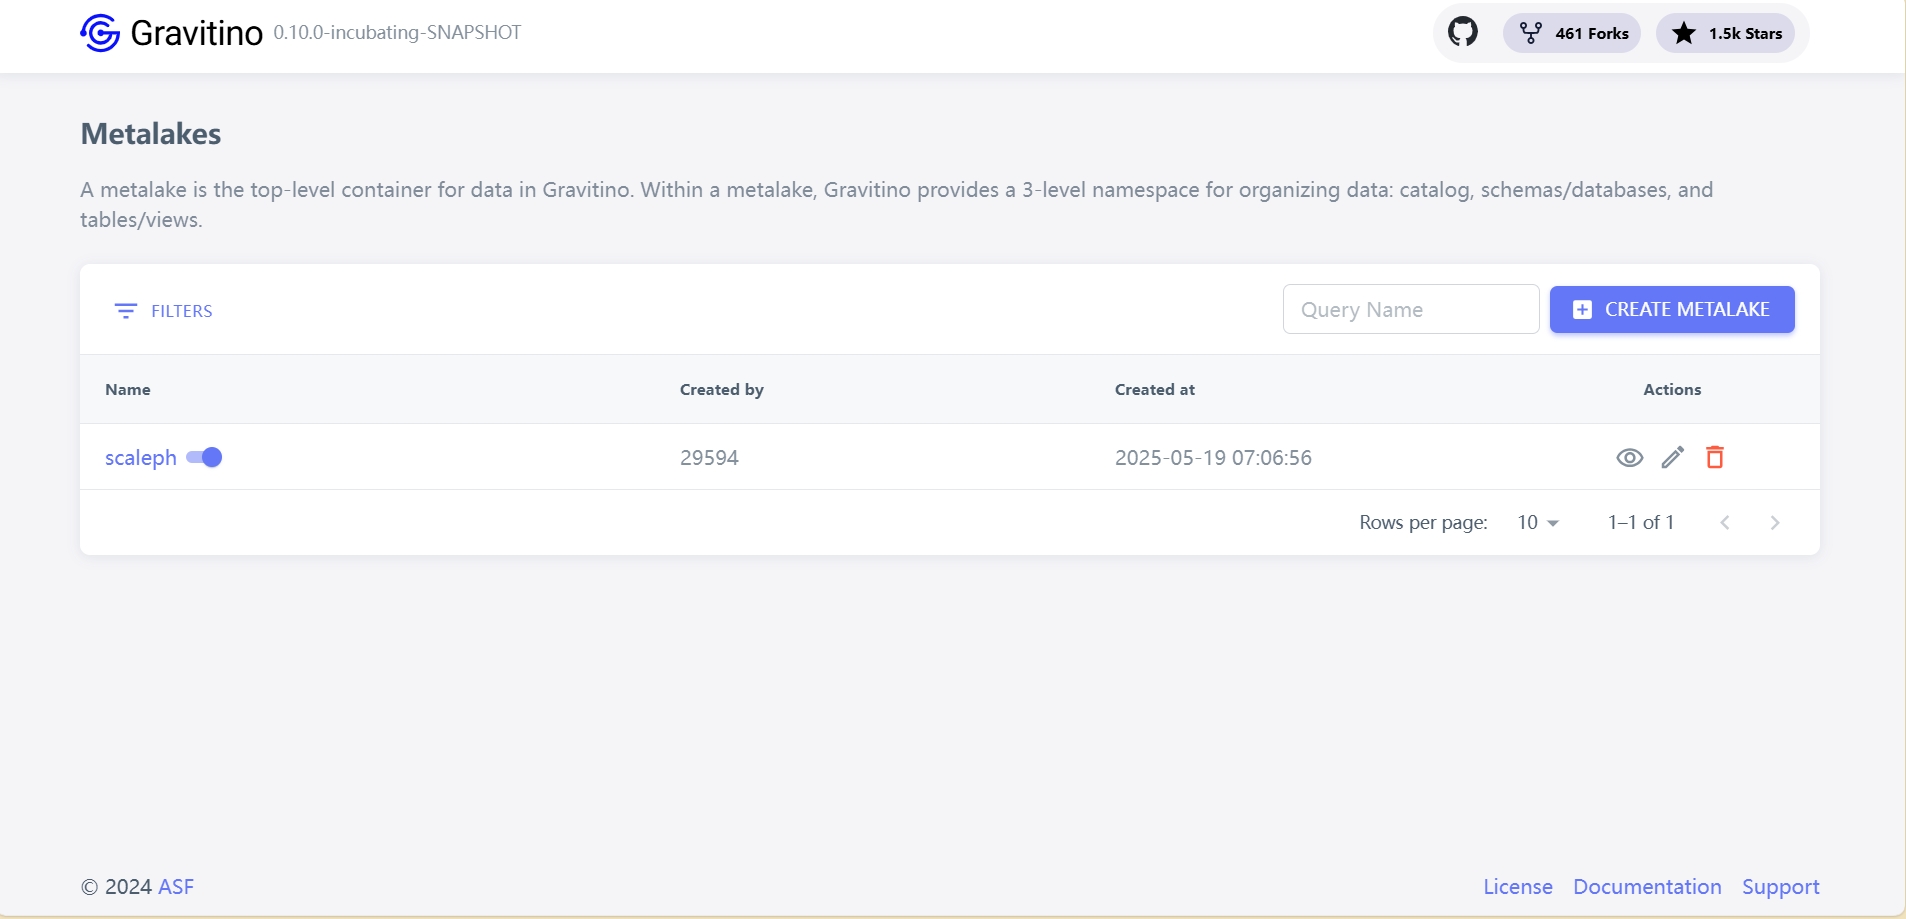 Gravitino 0.10.0-incubating-SNAPSHOT
461 Forks
1.5k Stars
Metalakes
A metalake is the top-level container for data in Gravitino. Within a metalake, Gravitino provides a 3-level namespace for organizing data: catalog, schemas/databases, and
tables/views.
FILTERS
Query Name
CREATE METALAKE
Name Created by Created at Actions
scaleph 29594 2025-05-19 07:06:56
Rows per page: 10 1–1 of 1
© 2024 ASF
License Documentation Support